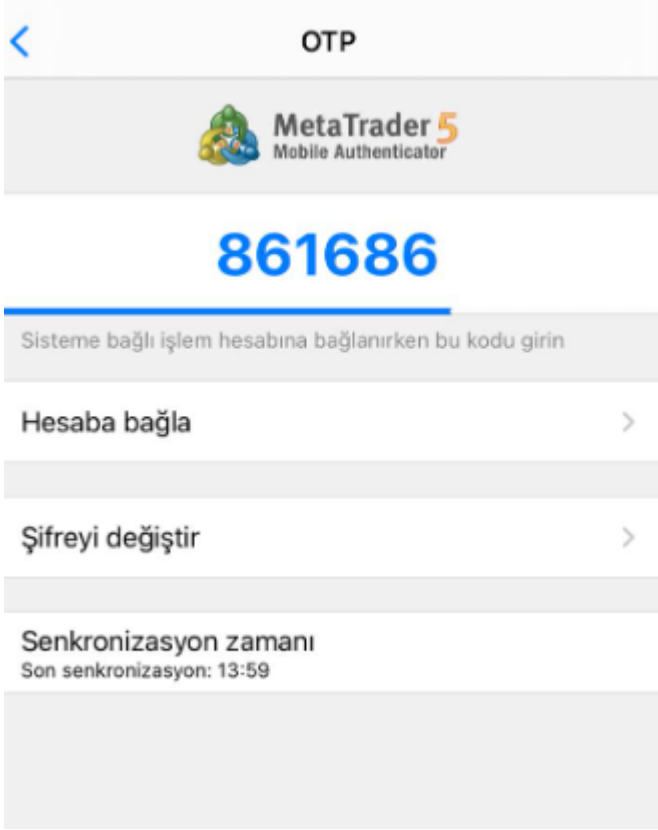 OTP
MetaTrader 5
Mobile Authenticator
861686
Sisteme bağlı işlem hesabına bağlanırken bu kodu girin
Hesaba bağla
Şifreyi değiştir
Senkronizasyon zamanı
Son senkronizasyon: 13:59